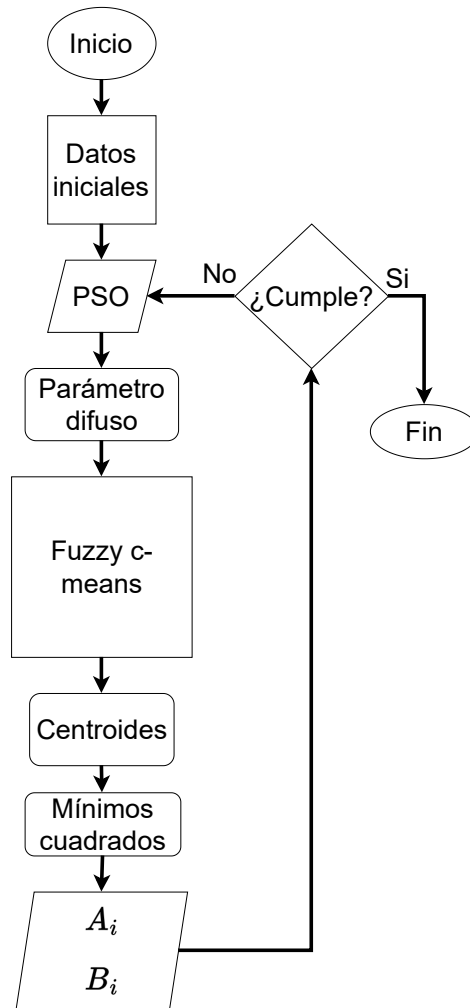 Inicio
Datos
iniciales
PSO
No
¿Cumple?
Si
Parámetro
difuso
Fin
Fuzzy c-
means
Centroides
Mínimos
cuadrados
A_i
B_i